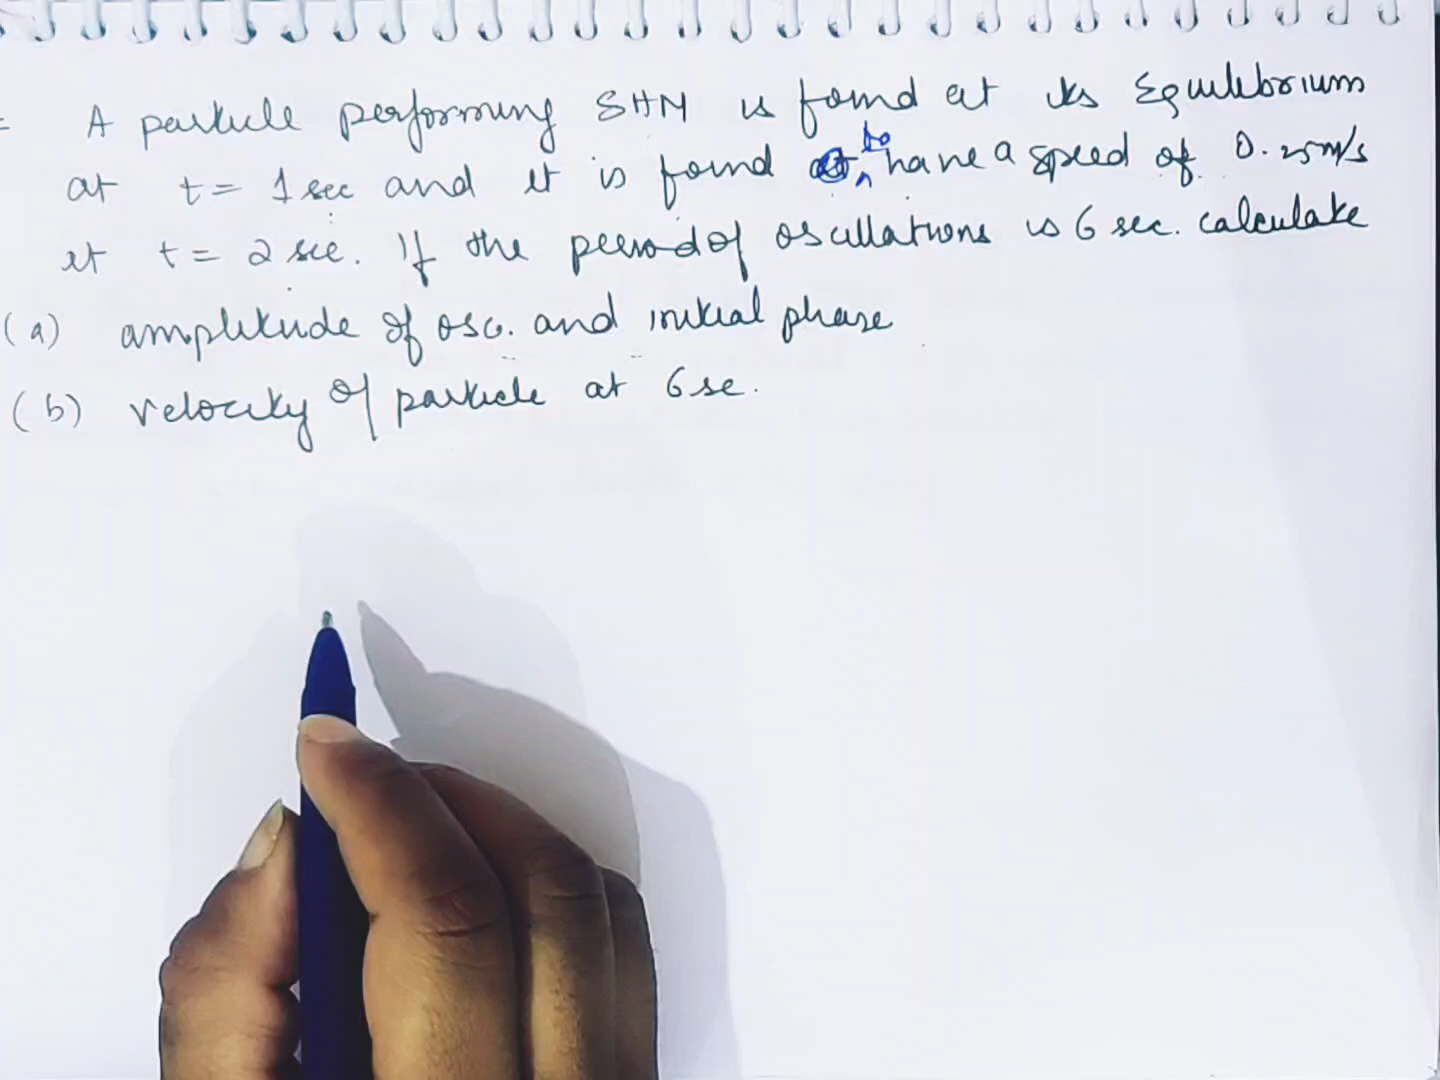 A particle performing SHM is found at its Equilibrium
at t = 1 sec and it is found to have a speed of 0.25 m/s
at t = 2 sec. If the period of oscillations is 6 sec. calculate
(a) amplitude of osc. and initial phase
(b) velocity of particle at 6 se.